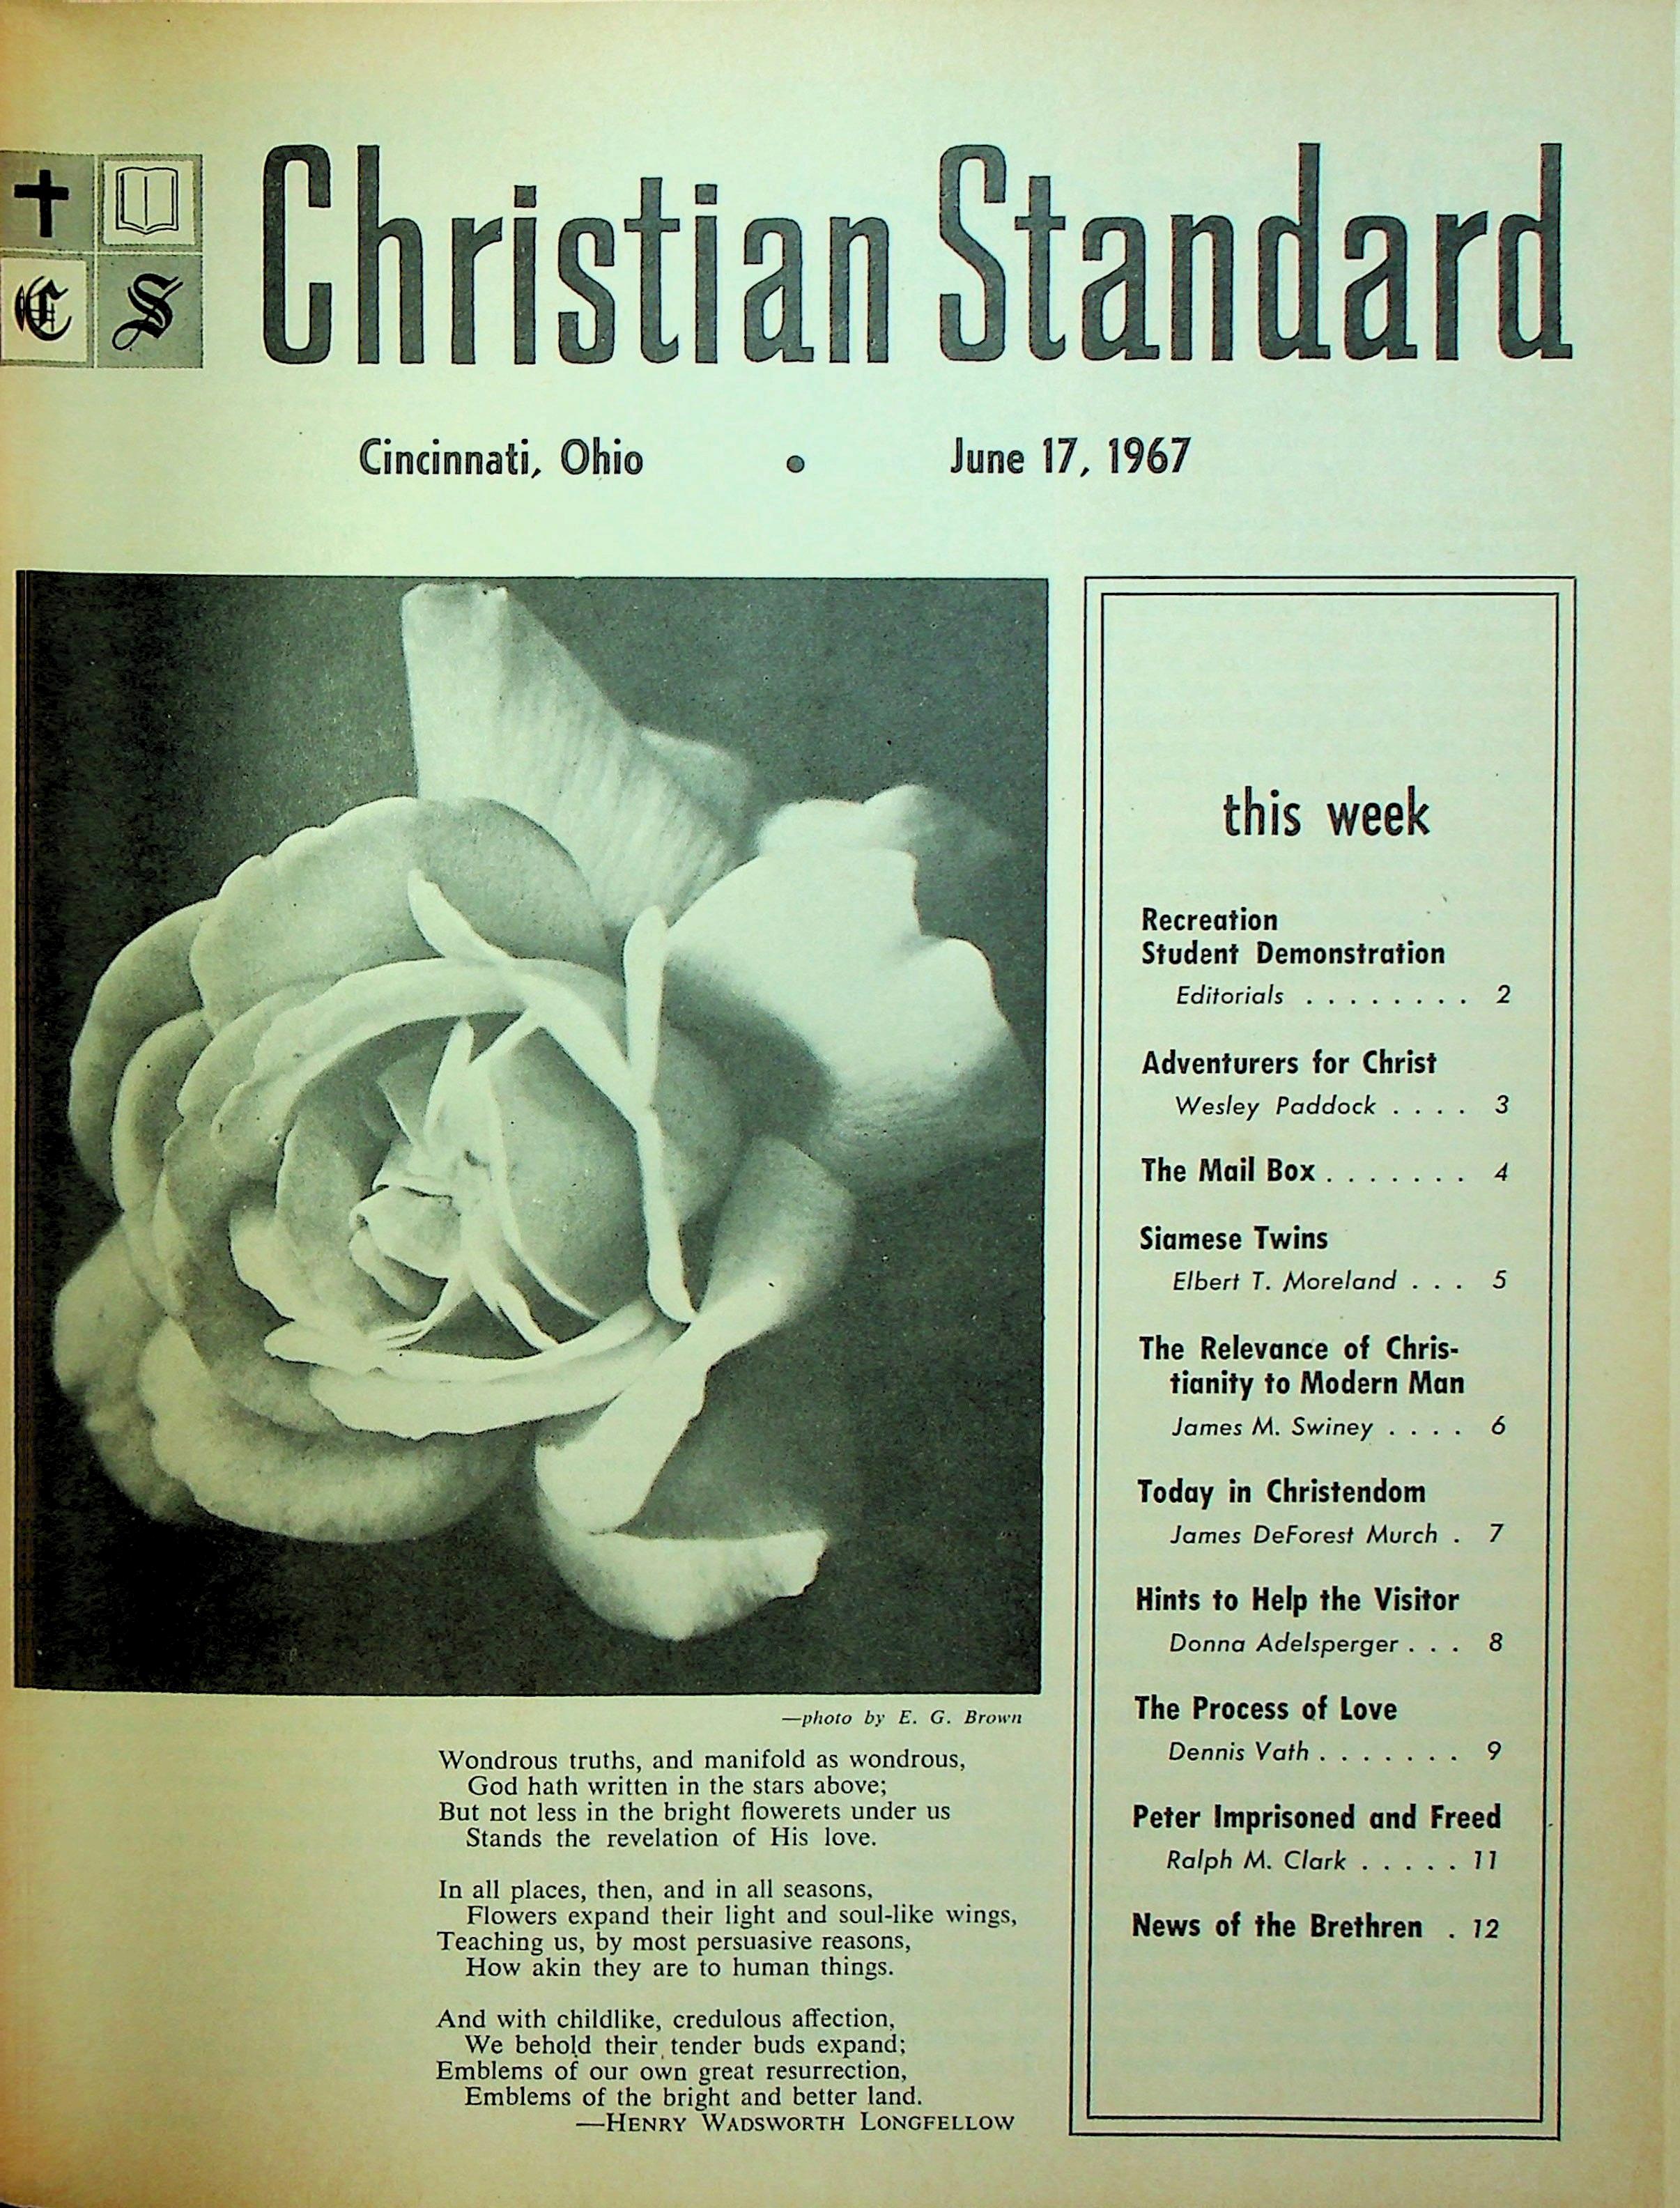 C S
Christian Standard
Cincinnati, Ohio • June 17, 1967
—photo by E. G. Brown
Wondrous truths, and manifold as wondrous,
God hath written in the stars above;
But not less in the bright flowerets under us
Stands the revelation of His love.
In all places, then, and in all seasons,
Flowers expand their light and soul-like wings,
Teaching us, by most persuasive reasons,
How akin they are to human things.
And with childlike, credulous affection,
We behold their tender buds expand;
Emblems of our own great resurrection,
Emblems of the bright and better land.
—HENRY WADSWORTH LONGFELLOW
this week
Recreation
Student Demonstration
Editorials . . . . . . . . 2
Adventurers for Christ
Wesley Paddock . . . . 3
The Mail Box . . . . . . . 4
Siamese Twins
Elbert T. Moreland . . . 5
The Relevance of Chris-
tianity to Modern Man
James M. Swiney . . . . 6
Today in Christendom
James DeForest Murch . 7
Hints to Help the Visitor
Donna Adelsperger . . . 8
The Process of Love
Dennis Vath . . . . . . . 9
Peter Imprisoned and Freed
Ralph M. Clark . . . . . 11
News of the Brethren . 12